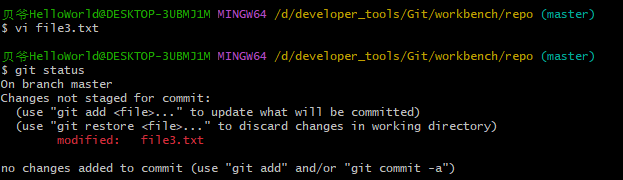 贝爷HelloWorld@DESKTOP-3UBMJ1M MINGW64 /d/developer_tools/Git/workbench/repo (master)
$ vi file3.txt
贝爷HelloWorld@DESKTOP-3UBMJ1M MINGW64 /d/developer_tools/Git/workbench/repo (master)
$ git status
On branch master
Changes not staged for commit:
  (use "git add <file>..." to update what will be committed)
  (use "git restore <file>..." to discard changes in working directory)
        modified:   file3.txt
no changes added to commit (use "git add" and/or "git commit -a")